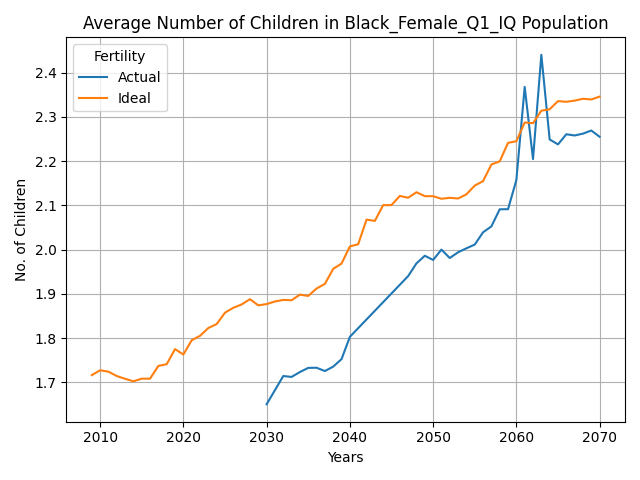 Average Number of Children in Black_Female_Q1_IQ Population
Fertility
Actual
Ideal
No. of Children
2.4
2.3
2.2
2.1
2.0
1.9
1.8
1.7
2010 2020 2030 2040 2050 2060 2070
Years